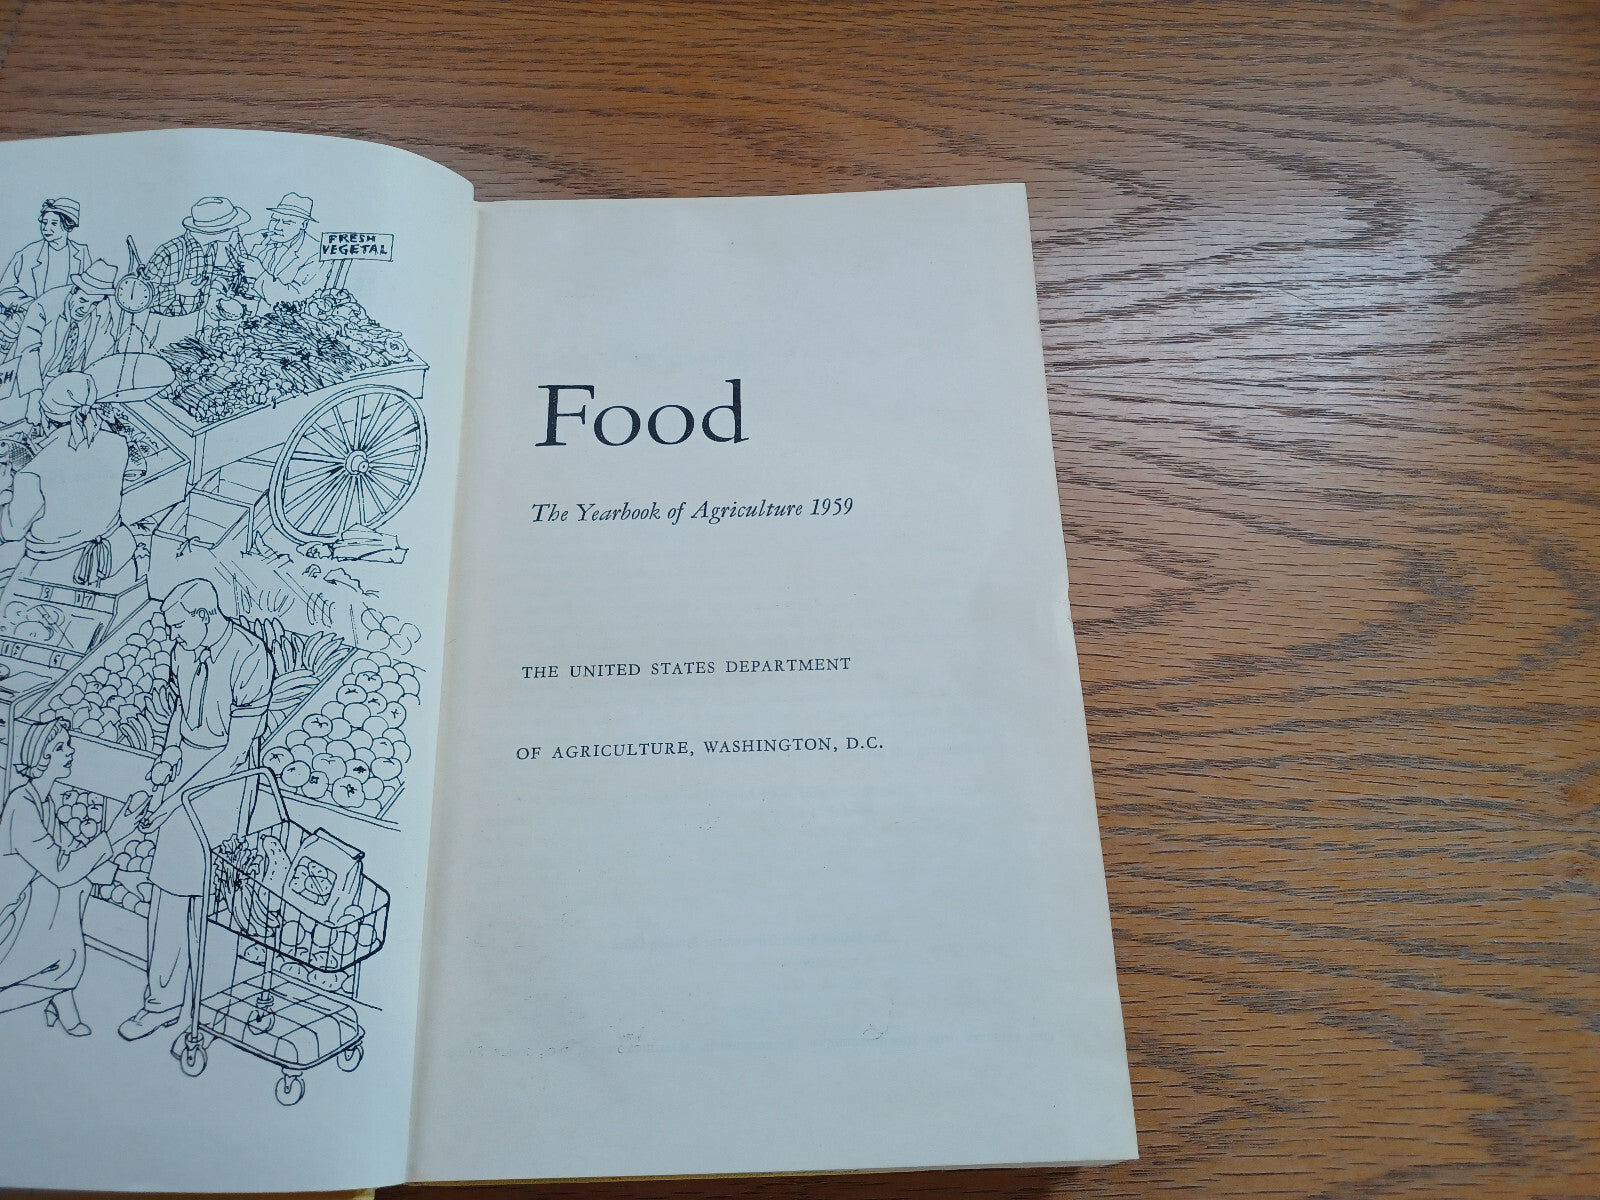 FRESH
VEGETAL
Food
The Yearbook of Agriculture 1959
THE UNITED STATES DEPARTMENT
OF AGRICULTURE, WASHINGTON, D.C.